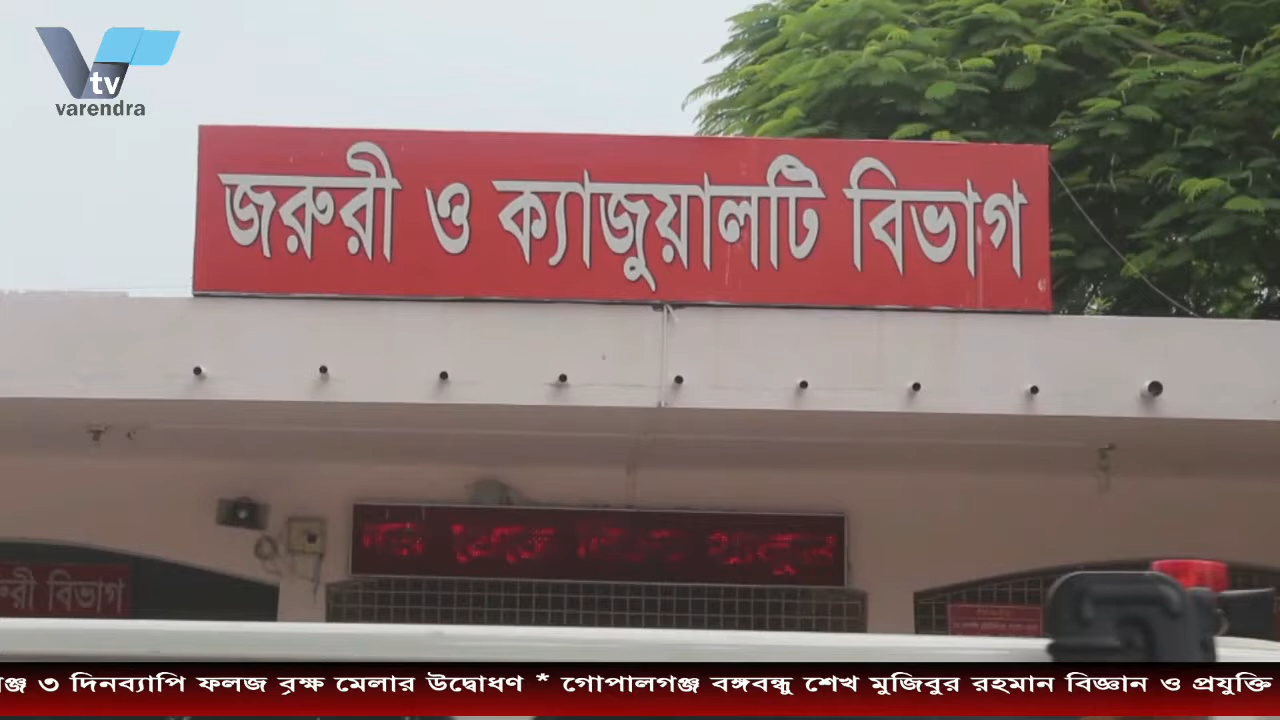 tv
varendra
জরুরী ও ক্যাজুয়ালটি বিভাগ
রুরী বিভাগ
৩ দিনব্যাপি ফলজ বৃক্ষ মেলার উদ্বোধণ * গোপালগঞ্জ বঙ্গবন্ধু শেখ মুজিবুর রহমান বিজ্ঞান ও প্রযুক্তি